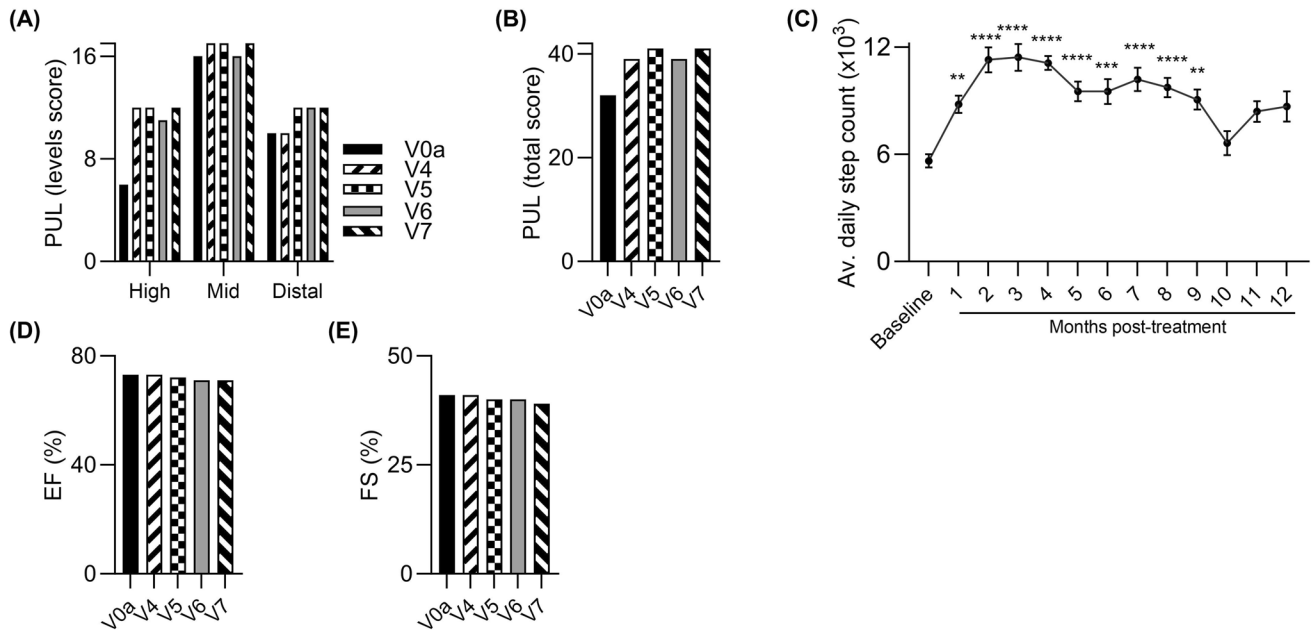 (A)
PUL (levels score)
16
8
0
High Mid Distal
V0a
V4
V5
V6
V7
(B)
PUL (total score)
40
20
0
V0a V4 V5 V6 V7
(C)
Av. daily step count (x10³)
12
6
0
** **** **** **** **** *** **** **** **
Baseline 1 2 3 4 5 6 7 8 9 10 11 12
Months post-treatment
(D)
EF (%)
80
40
0
V0a V4 V5 V6 V7
(E)
FS (%)
50
25
0
V0a V4 V5 V6 V7